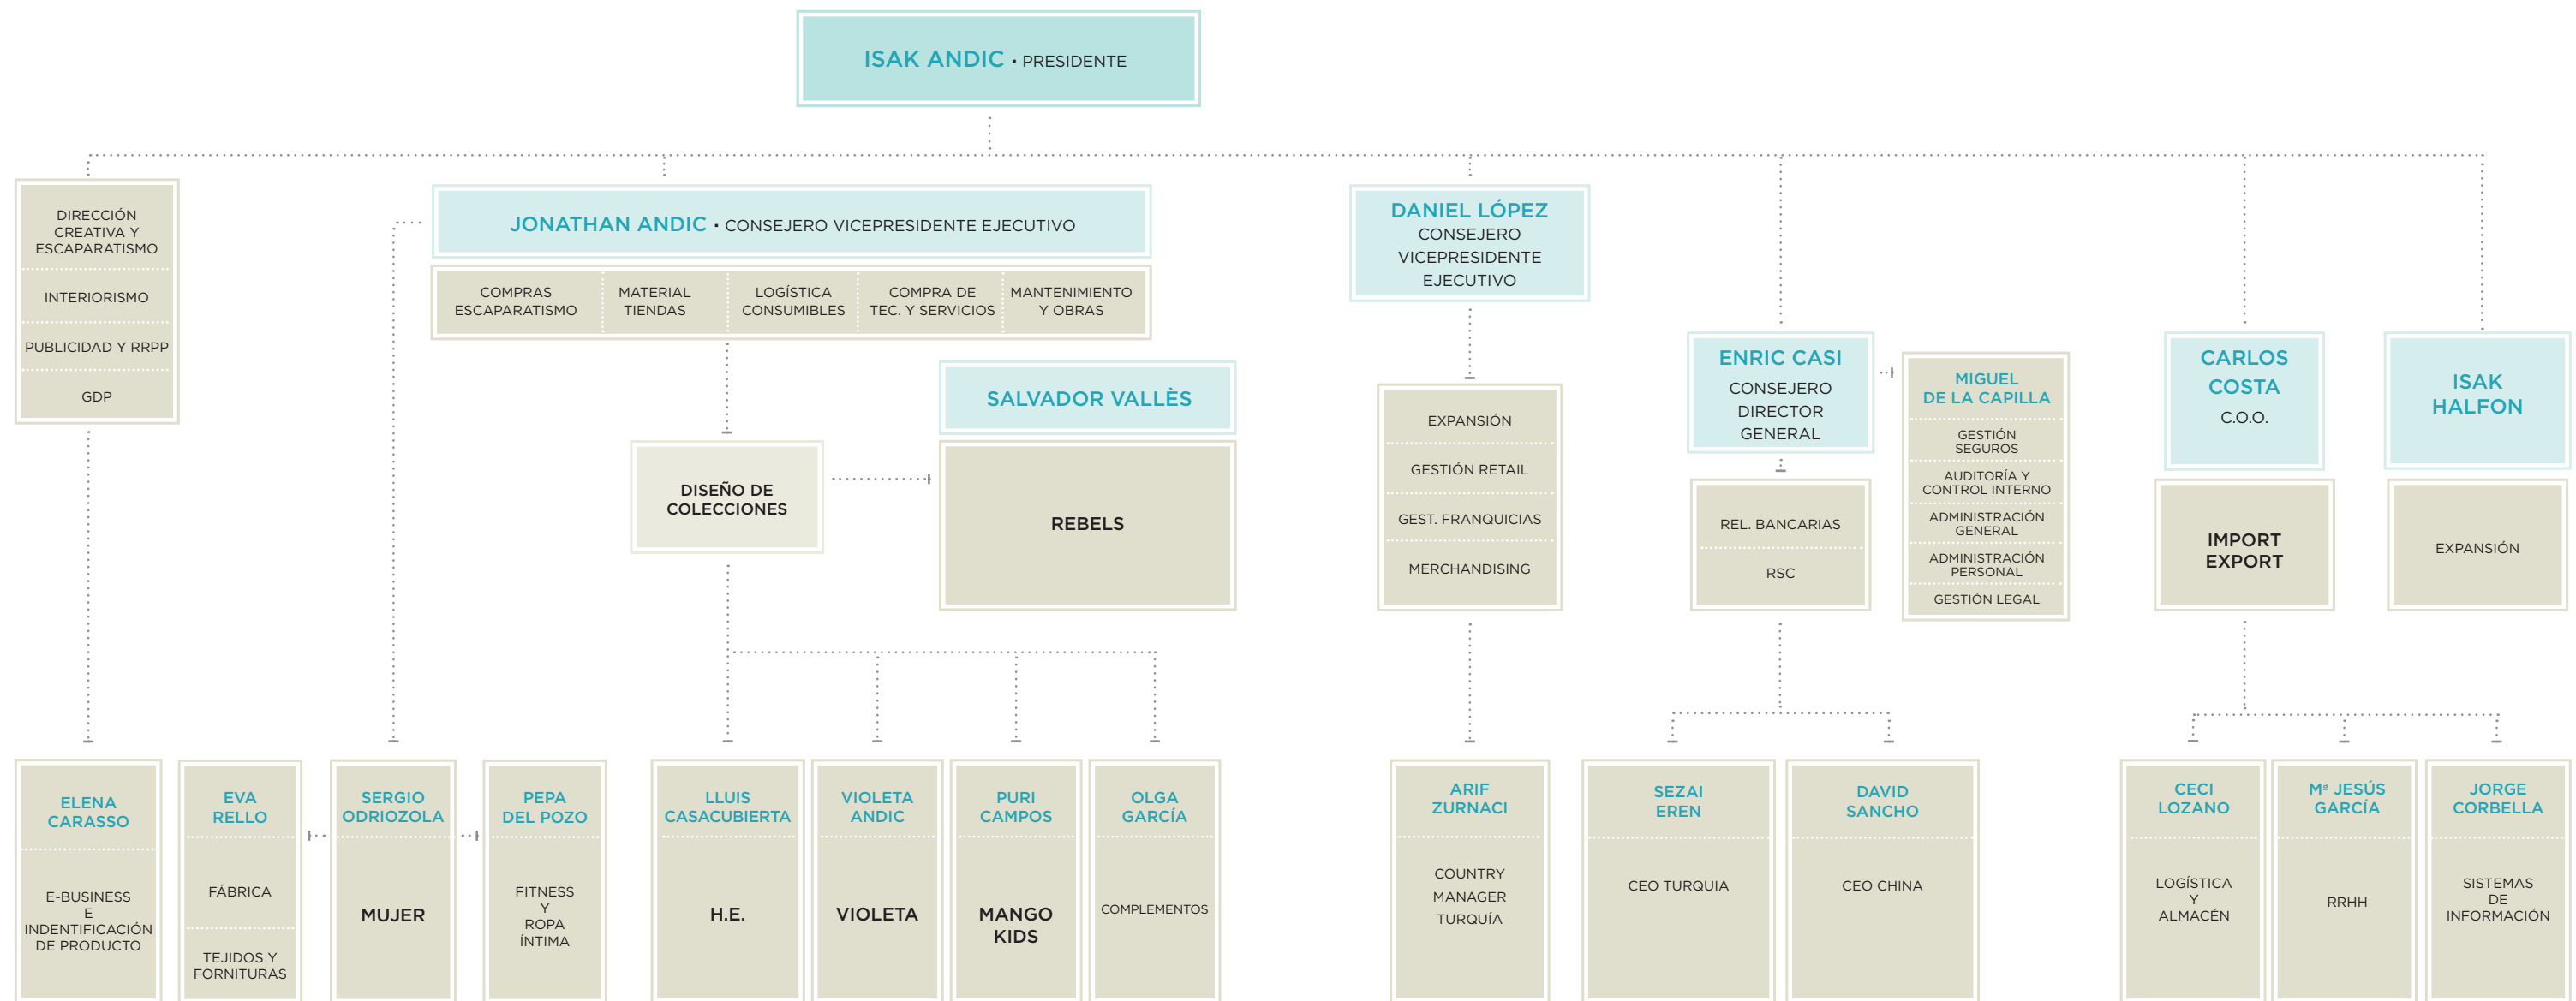 ISAK ANDIC · PRESIDENTE
DIRECCIÓN
CREATIVA Y
ESCAPARATISMO
INTERIORISMO
PUBLICIDAD Y RRPP
GDP
JONATHAN ANDIC · CONSEJERO VICEPRESIDENTE EJECUTIVO
COMPRAS
ESCAPARATISMO
MATERIAL
TIENDAS
LOGÍSTICA
CONSUMIBLES
COMPRA DE
TEC. Y SERVICIOS
MANTENIMIENTO
Y OBRAS
DISEÑO DE
COLECCIONES
SALVADOR VALLÈS
REBELS
DANIEL LÓPEZ
CONSEJERO
VICEPRESIDENTE
EJECUTIVO
EXPANSIÓN
GESTIÓN RETAIL
GEST. FRANQUICIAS
MERCHANDISING
ENRIC CASI
CONSEJERO
DIRECTOR
GENERAL
REL. BANCARIAS
RSC
MIGUEL
DE LA CAPILLA
GESTIÓN
SEGUROS
AUDITORÍA Y
CONTROL INTERNO
ADMINISTRACIÓN
GENERAL
ADMINISTRACIÓN
PERSONAL
GESTIÓN LEGAL
CARLOS
COSTA
C.O.O.
IMPORT
EXPORT
ISAK
HALFON
EXPANSIÓN
ELENA
CARASSO
E-BUSINESS
E
INDENTIFICACIÓN
DE PRODUCTO
EVA
RELLO
FÁBRICA
TEJIDOS Y
FORNITURAS
SERGIO
ODRIOZOLA
MUJER
PEPA
DEL POZO
FITNESS
Y
ROPA
ÍNTIMA
LLUIS
CASACUBIERTA
H.E.
VIOLETA
ANDIC
VIOLETA
PURI
CAMPOS
MANGO
KIDS
OLGA
GARCÍA
COMPLEMENTOS
ARIF
ZURNACI
COUNTRY
MANAGER
TURQUÍA
SEZAI
EREN
CEO TURQUIA
DAVID
SANCHO
CEO CHINA
CECI
LOZANO
LOGÍSTICA
Y
ALMACÉN
Mª JESÚS
GARCÍA
RRHH
JORGE
CORBELLA
SISTEMAS
DE
INFORMACIÓN